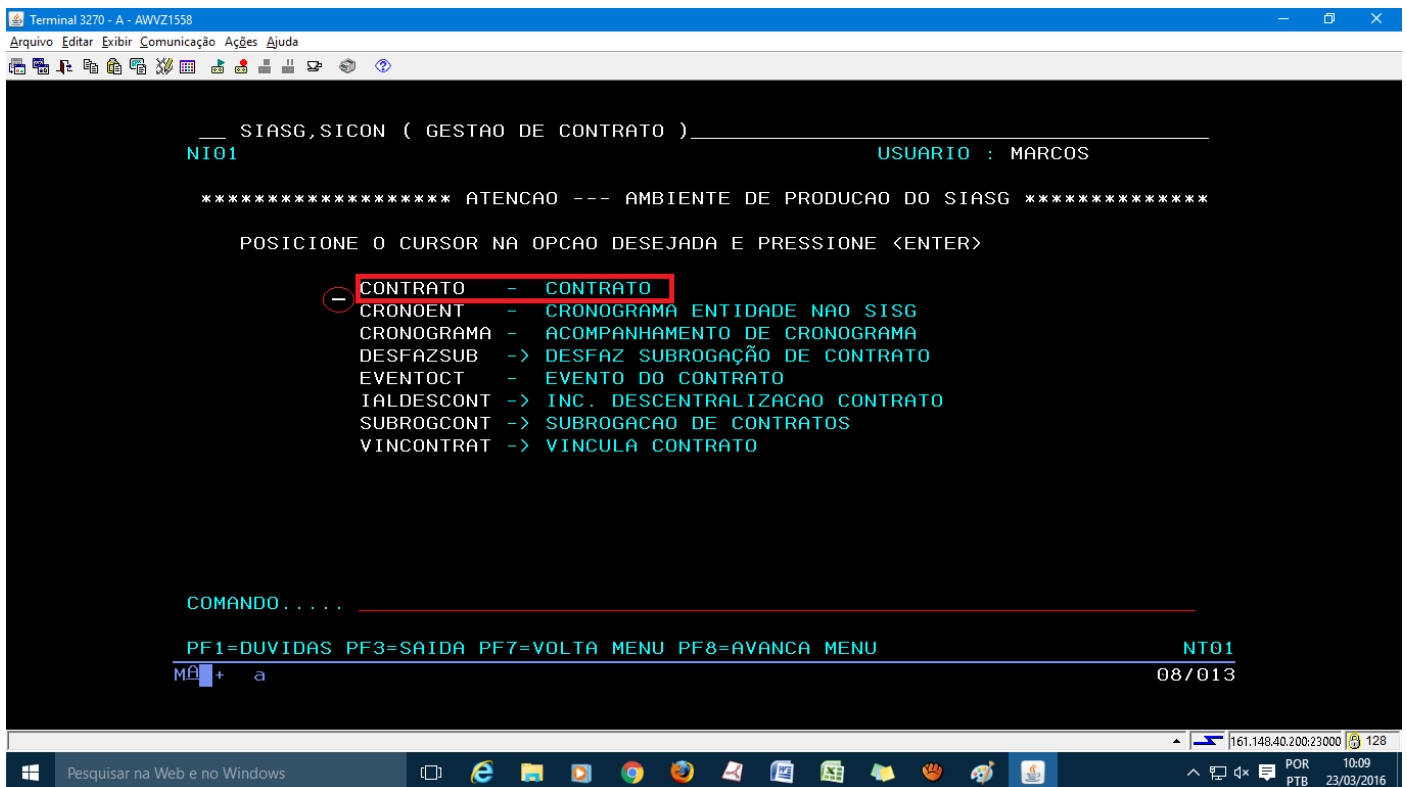 Terminal 3270 - A - AWVZ1558
Arquivo Editar Exibir Comunicação Ações Ajuda
__ SIASG,SICON ( GESTAO DE CONTRATO )_______________________________________
NI01 USUARIO : MARCOS
******************* ATENCAO --- AMBIENTE DE PRODUCAO DO SIASG **************
POSICIONE O CURSOR NA OPCAO DESEJADA E PRESSIONE <ENTER>
CONTRATO - CONTRATO
CRONOENT - CRONOGRAMA ENTIDADE NAO SISG
CRONOGRAMA - ACOMPANHAMENTO DE CRONOGRAMA
DESFAZSUB -> DESFAZ SUBROGAÇÃO DE CONTRATO
EVENTOCT - EVENTO DO CONTRATO
IALDESCONT -> INC. DESCENTRALIZACAO CONTRATO
SUBROGCONT -> SUBROGACAO DE CONTRATOS
VINCONTRAT -> VINCULA CONTRATO
COMANDO..... 
PF1=DUVIDAS PF3=SAIDA PF7=VOLTA MENU PF8=AVANCA MENU NT01
MA + a 08/013
161.148.40.200:23000 128
Pesquisar na Web e no Windows POR 10:09
PTB 23/03/2016